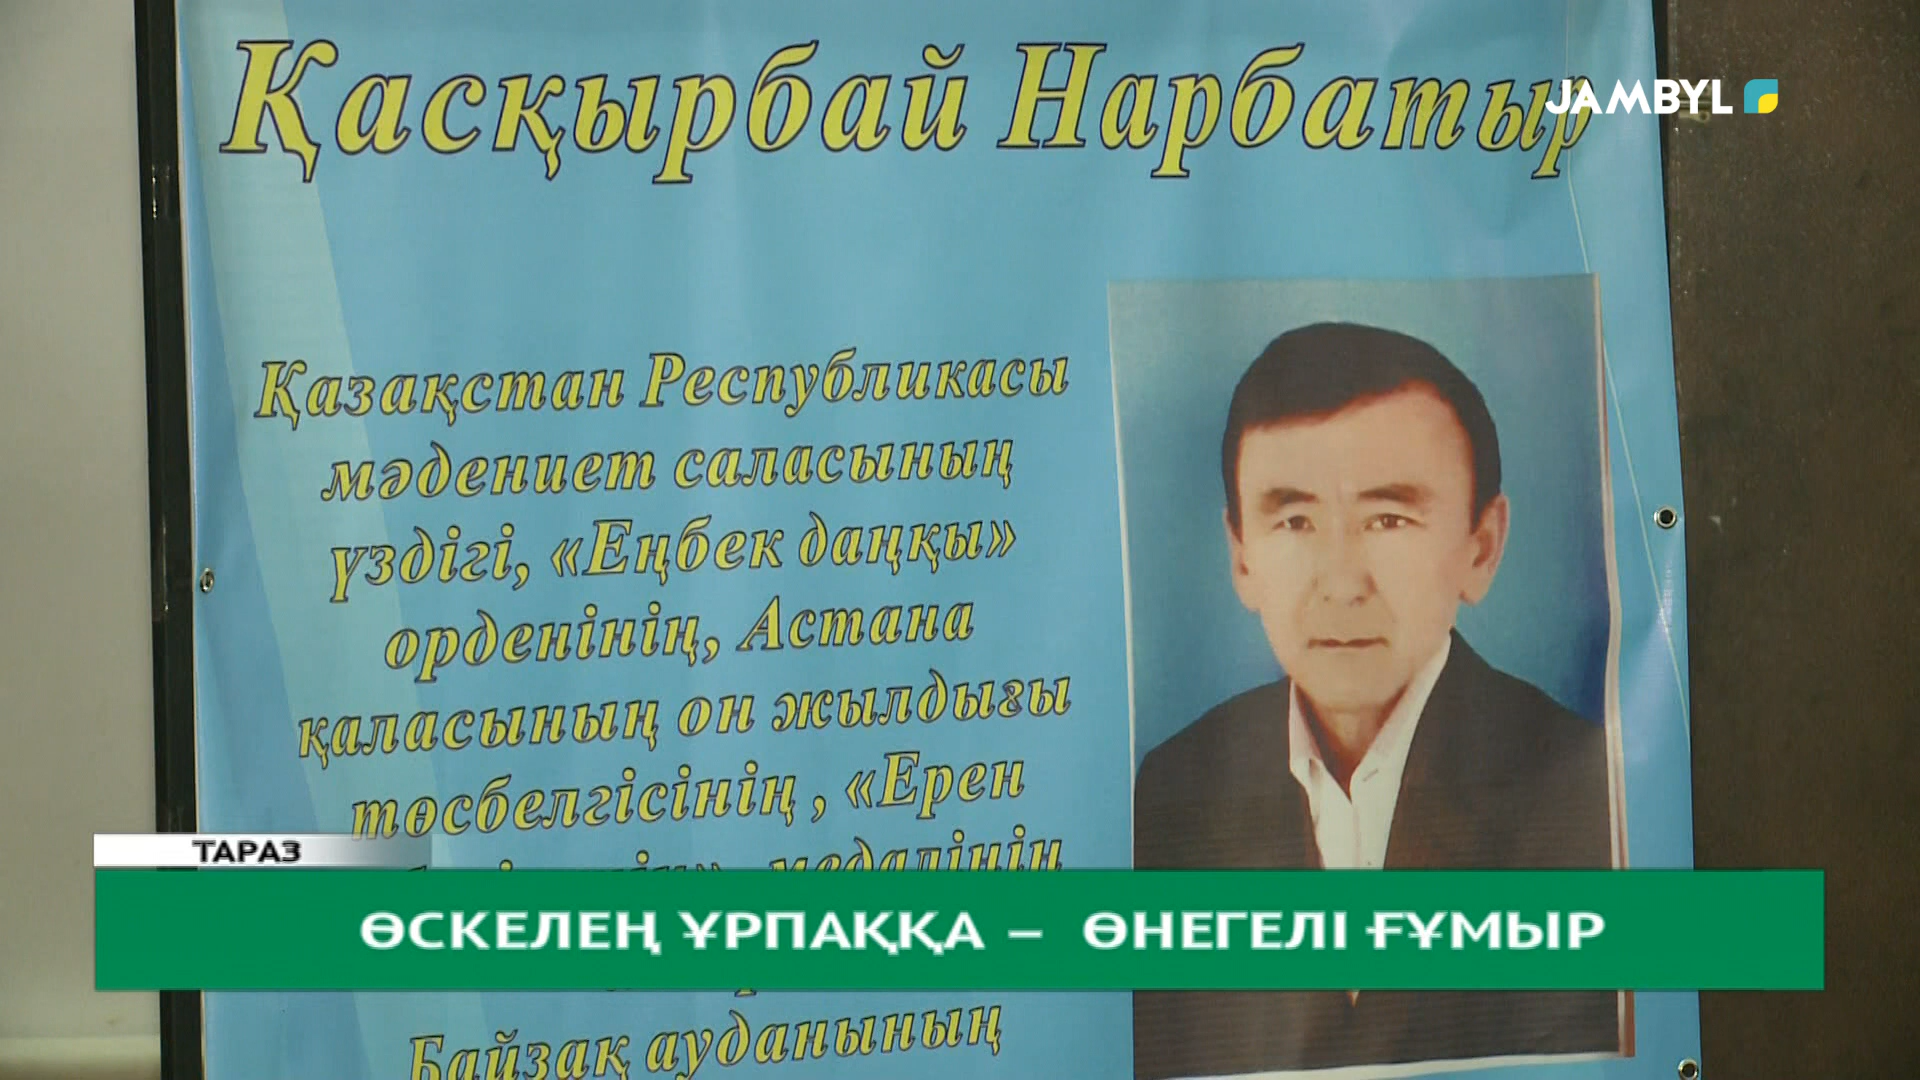 Қасқырбай Нарбатыр
JAMBYL
Қазақстан Республикасы
мәдениет саласының
үздігі, «Еңбек даңқы»
орденінің, Астана
қаласының он жылдығы
төсбелгісінің, «Ерен
медалінің
ТАРАЗ
ӨСКЕЛЕҢ ҰРПАҚҚА – ӨНЕГЕЛІ ҒҰМЫР
Байзақ ауданының